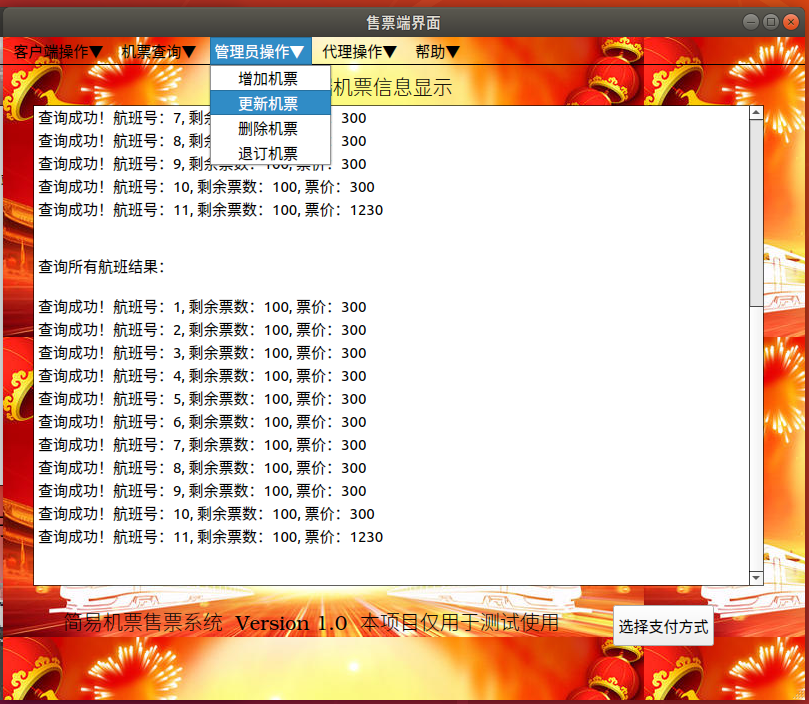 售票端界面
客户端操作▼ 机票查询▼ 管理员操作▼ 代理操作▼ 帮助▼
增加机票
机票信息显示
更新机票
删除机票
退订机票
查询成功！航班号：7, 剩 300
查询成功！航班号：8, 剩 300
查询成功！航班号：9, 剩余票数：100, 票价：300
查询成功！航班号：10, 剩余票数：100, 票价：300
查询成功！航班号：11, 剩余票数：100, 票价：1230
查询所有航班结果：
查询成功！航班号：1, 剩余票数：100, 票价：300
查询成功！航班号：2, 剩余票数：100, 票价：300
查询成功！航班号：3, 剩余票数：100, 票价：300
查询成功！航班号：4, 剩余票数：100, 票价：300
查询成功！航班号：5, 剩余票数：100, 票价：300
查询成功！航班号：6, 剩余票数：100, 票价：300
查询成功！航班号：7, 剩余票数：100, 票价：300
查询成功！航班号：8, 剩余票数：100, 票价：300
查询成功！航班号：9, 剩余票数：100, 票价：300
查询成功！航班号：10, 剩余票数：100, 票价：300
查询成功！航班号：11, 剩余票数：100, 票价：1230
简易机票售票系统 Version 1.0 本项目仅用于测试使用
选择支付方式